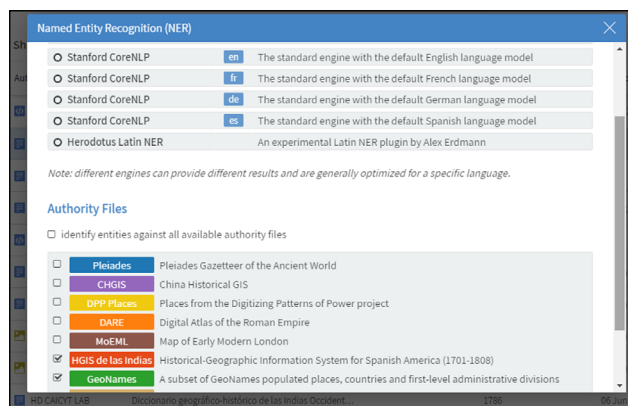 Named Entity Recognition (NER)
Sh
Aut
Stanford CoreNLP en The standard engine with the default English language model
Stanford CoreNLP fr The standard engine with the default French language model
Stanford CoreNLP de The standard engine with the default German language model
Stanford CoreNLP es The standard engine with the default Spanish language model
Herodotus Latin NER An experimental Latin NER plugin by Alex Erdmann
Note: different engines can provide different results and are generally optimized for a specific language.
Authority Files
identify entities against all available authority files
Pleiades Pleiades Gazetteer of the Ancient World
CHGIS China Historical GIS
DPP Places Places from the Digitizing Patterns of Power project
DARE Digital Atlas of the Roman Empire
MoEML Map of Early Modern London
HGIS de las Indias Historical-Geographic Information System for Spanish America (1701-1808)
GeoNames A subset of GeoNames populated places, countries and first-level administrative divisions
HD CAICYT LAB Diccionario geográfico-histórico de las Indias Occident... 1786 06 Jun